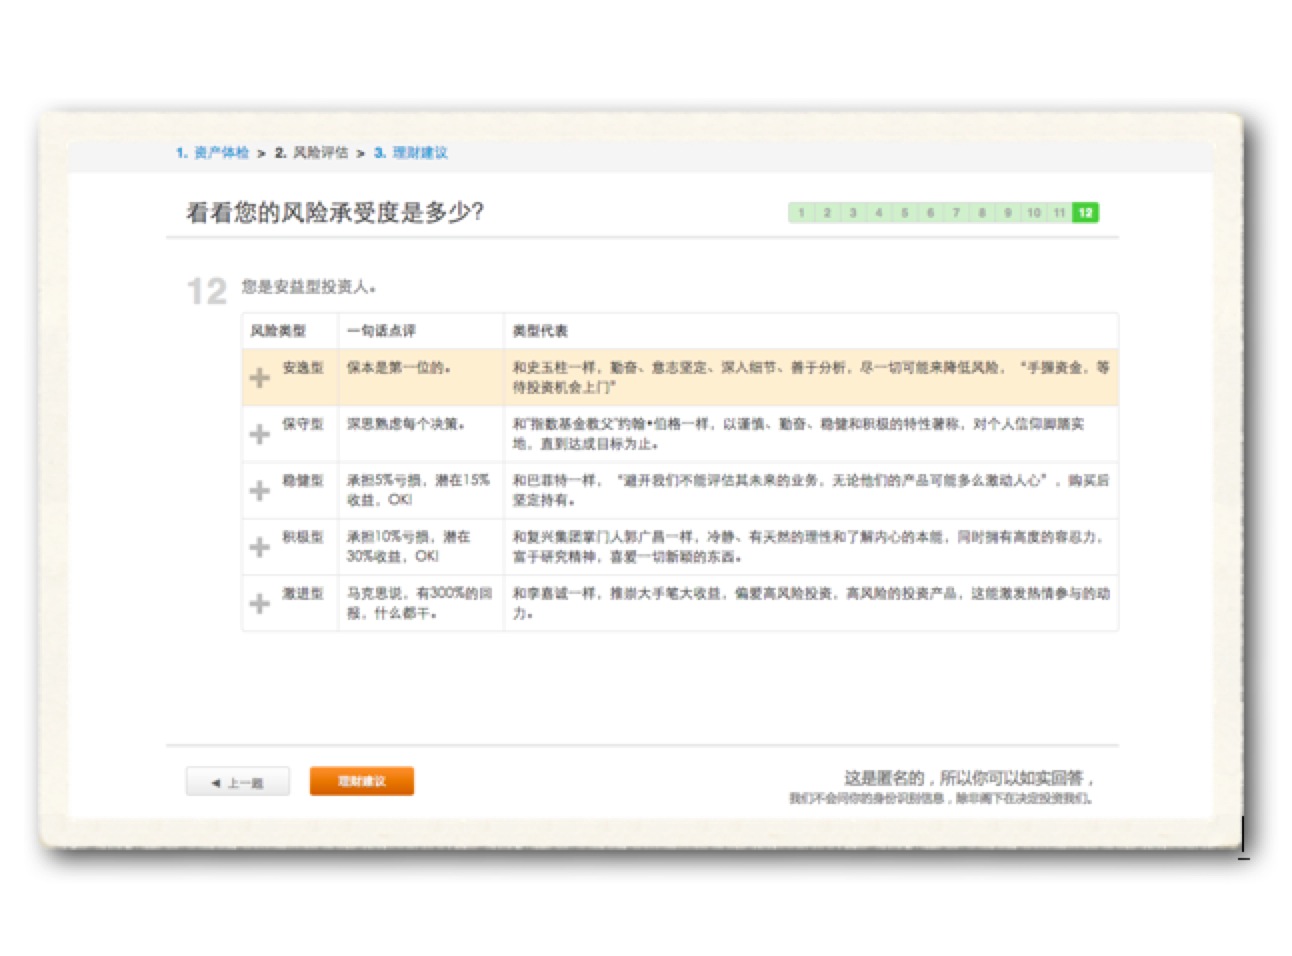 1. 资产体检 > 2. 风险评估 > 3. 理财建议
看看您的风险承受度是多少?
1 2 3 4 5 6 7 8 9 10 11 12
12 您是安益型投资人。
风险类型 一句话点评 类型代表
安逸型 保本是第一位的。 和史玉柱一样，勤奋、意志坚定、深入细节、善于分析，尽一切可能来降低风险，“手握资金，等
待投资机会上门”
保守型 深思熟虑每个决策。 和“指数基金教父”约翰•伯格一样，以谨慎、勤奋、稳健和积极的特性著称，对个人信仰脚踏实
地，直到达成目标为止。
稳健型 承担5%亏损，潜在15% 和巴菲特一样，“避开我们不能评估其未来的业务，无论他们的产品可能多么激动人心”，购买后
收益，OK! 坚定持有。
积极型 承担10%亏损，潜在 和复兴集团掌门人郭广昌一样，冷静、有天然的理性和了解内心的本能，同时拥有高度的容忍力，
30%收益，OK! 富于研究精神，喜爱一切新颖的东西。
激进型 马克思说，有300%的回 和李嘉诚一样，推崇大手笔大收益，偏爱高风险投资，高风险的投资产品，这能激发热情参与的动
报，什么都干。 力。
◄ 上一题 理财建议
这是匿名的，所以你可以如实回答，
我们不会问你的身份识别信息，除非阁下在决定投资我们。